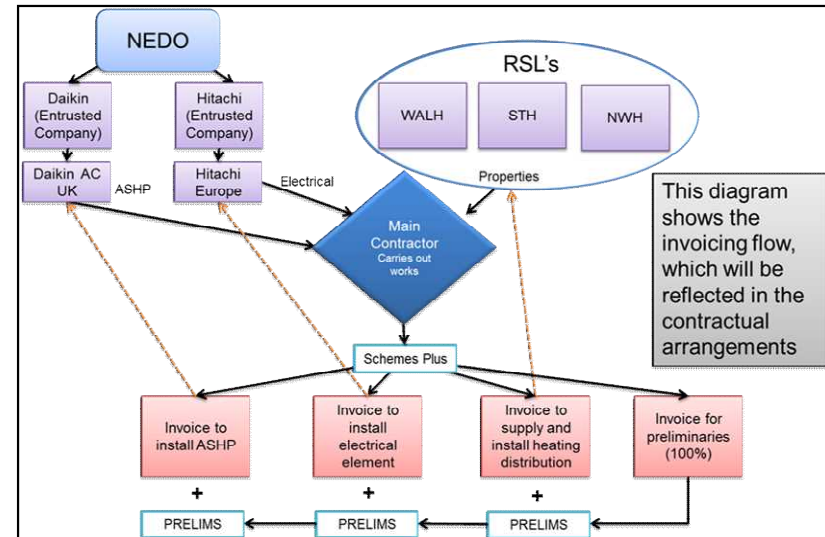 NEDO
RSL's
Daikin
(Entrusted
Company)
Hitachi
(Entrusted
Company)
WALH
STH
NWH
Daikin AC
UK
ASHP
Hitachi
Europe
Electrical
Properties
Main
Contractor
Carries out
works
This diagram
shows the
invoicing flow,
which will be
reflected in the
contractual
arrangements
Schemes Plus
Invoice to
install ASHP
Invoice to
install
electrical
element
Invoice to
supply and
install heating
distribution
Invoice for
preliminaries
(100%)
+
+
+
PRELIMS
PRELIMS
PRELIMS